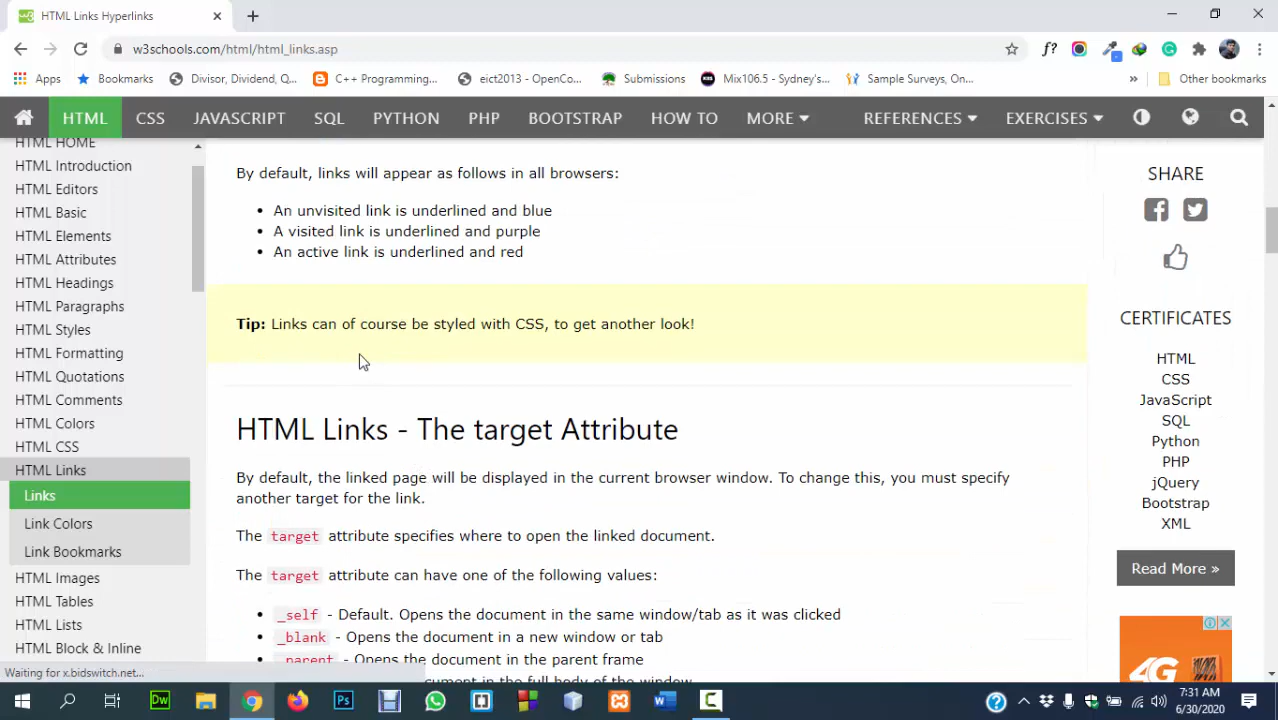 HTML Links Hyperlinks
w3schools.com/html/html_links.asp
f?
Apps
Bookmarks
Divisor, Dividend, Q...
C++ Programming...
eict2013 - OpenCo...
Submissions
Mix106.5 - Sydney's...
Sample Surveys, On...
»
Other bookmarks
HTML
CSS
JAVASCRIPT
SQL
PYTHON
PHP
BOOTSTRAP
HOW TO
MORE
REFERENCES
EXERCISES
HTML HOME
HTML Introduction
HTML Editors
HTML Basic
HTML Elements
HTML Attributes
HTML Headings
HTML Paragraphs
HTML Styles
HTML Formatting
HTML Quotations
HTML Comments
HTML Colors
HTML CSS
HTML Links
Links
Link Colors
Link Bookmarks
HTML Images
HTML Tables
HTML Lists
HTML Block & Inline
Waiting for x.bidswitch.net...
By default, links will appear as follows in all browsers:
• An unvisited link is underlined and blue
• A visited link is underlined and purple
• An active link is underlined and red
Tip: Links can of course be styled with CSS, to get another look!
HTML Links - The target Attribute
By default, the linked page will be displayed in the current browser window. To change this, you must specify
another target for the link.
The target attribute specifies where to open the linked document.
The target attribute can have one of the following values:
• _self - Default. Opens the document in the same window/tab as it was clicked
• _blank - Opens the document in a new window or tab
• _parent - Opens the document in the parent frame
document in the full body of the window
SHARE
CERTIFICATES
HTML
CSS
JavaScript
SQL
Python
PHP
jQuery
Bootstrap
XML
Read More »
4G
Dw
Ps
7:31 AM
6/30/2020